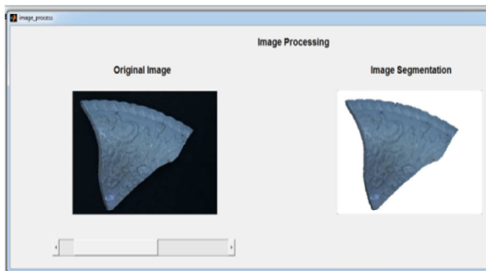 image_process
Image Processing
Original Image
Image Segmentation